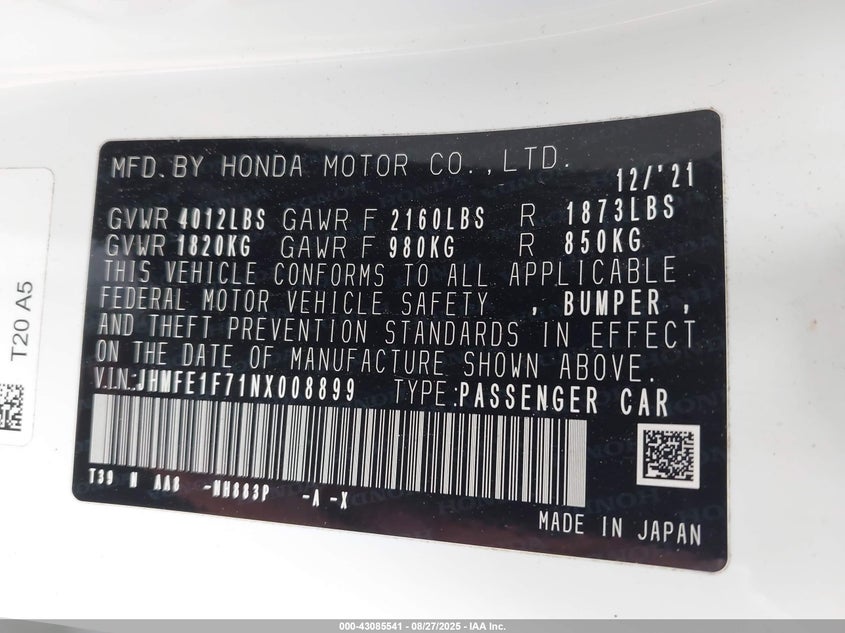 MFD. BY HONDA MOTOR CO., LTD. 12/'21
GVWR 4012LBS GAWR F 2160LBS R 1873LBS
GVWR 1820KG GAWR F 980KG R 850KG
THIS VEHICLE CONFORMS TO ALL APPLICABLE
FEDERAL MOTOR VEHICLE SAFETY , BUMPER ,
AND THEFT PREVENTION STANDARDS IN EFFECT
ON THE DATE OF MANUFACTURE SHOWN ABOVE.
V.I.N.:JHMFE1F71NX008899 TYPE:PASSENGER CAR
T39 N AA8 -NH883P -A -X
MADE IN JAPAN
T20 A5
000-43085541 - 08/27/2025 - IAA Inc.